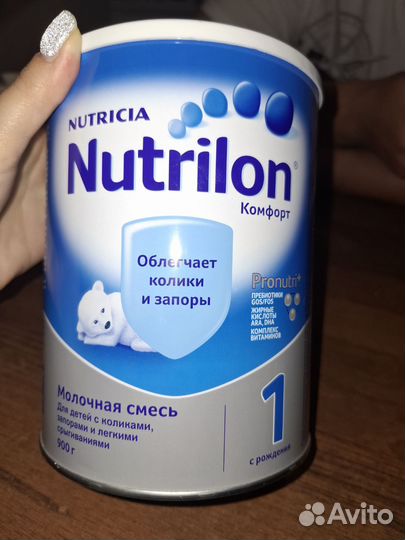 NUTRICIA
Nutrilon®
Комфорт
Облегчает
колики
и запоры
Pronutri+
ПРЕБИОТИКИ
GOS/FOS
ЖИРНЫЕ
КИСЛОТЫ
ARA, DHA
КОМПЛЕКС
ВИТАМИНОВ
Молочная смесь
Для детей с коликами,
запорами и легкими
срыгиваниями
900 г
1
с рождения
Avito